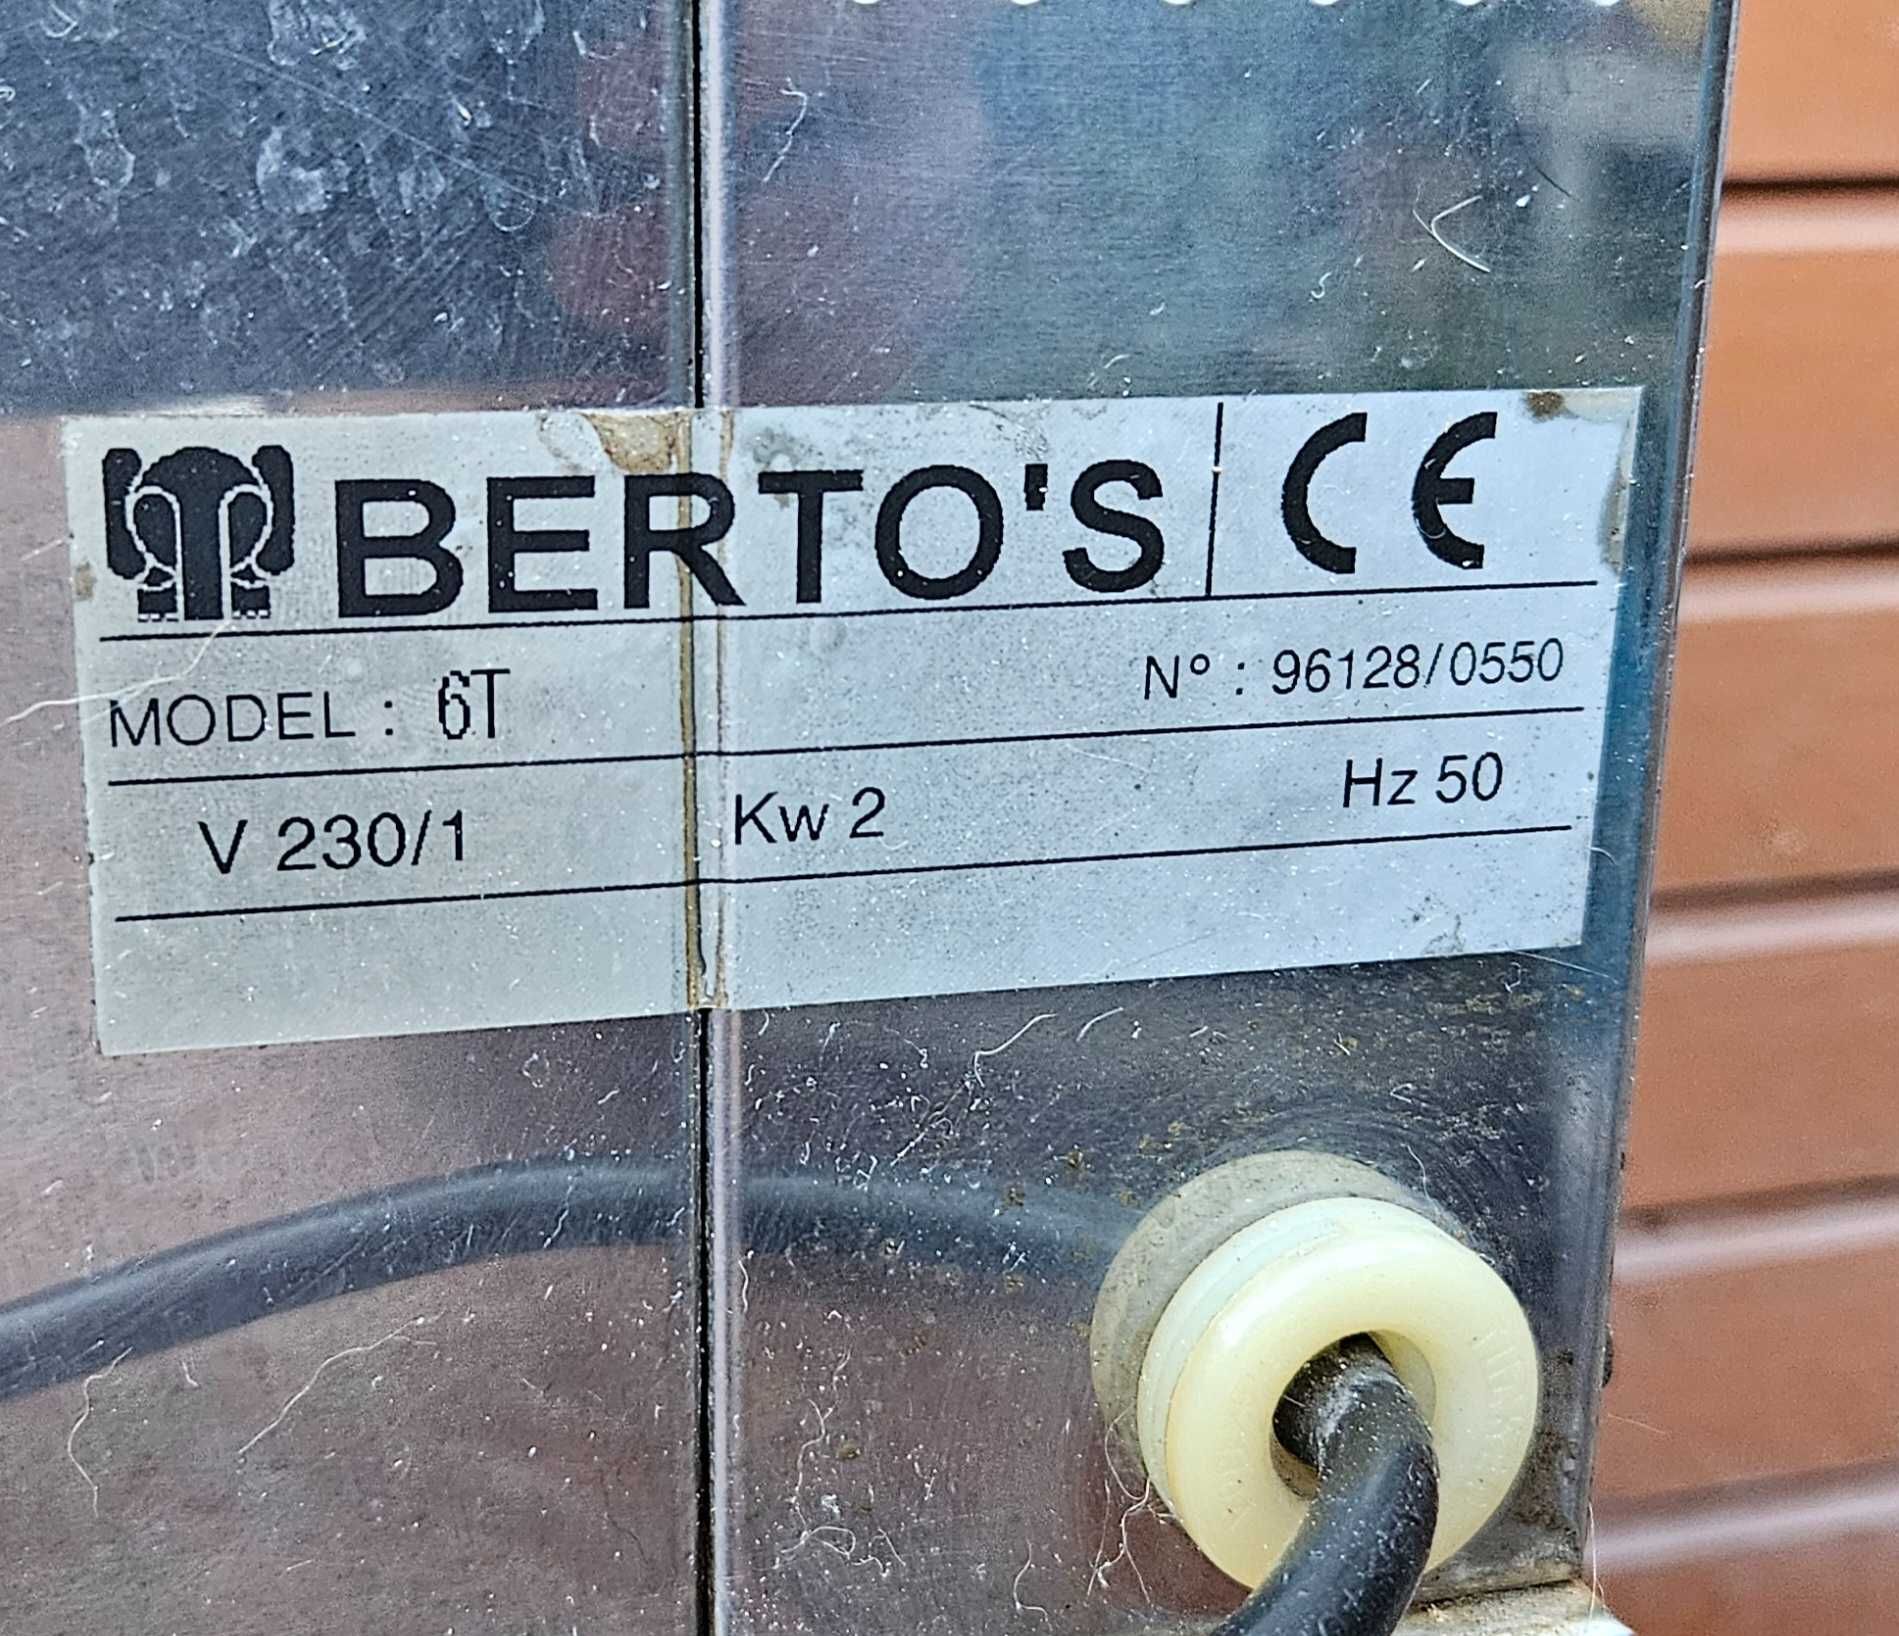 BERTO'S CE
MODEL : 6T N° : 96128/0550
V 230/1 Kw 2 Hz 50